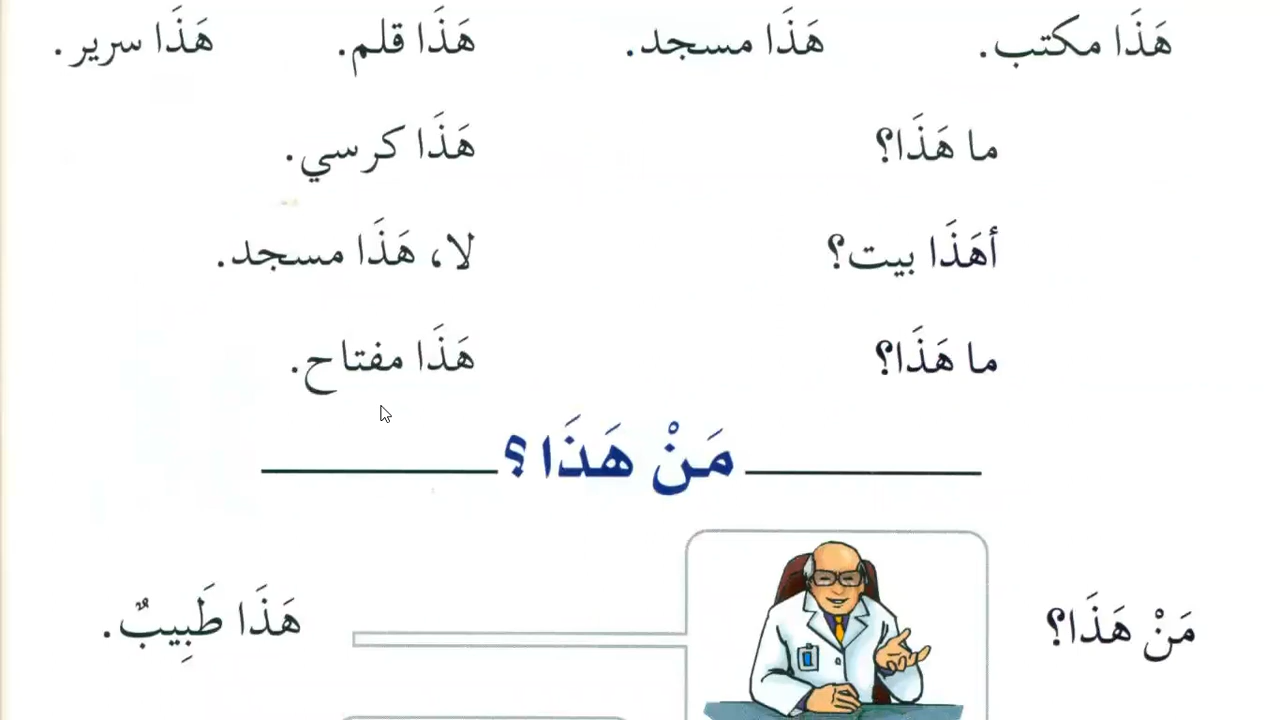 هَذَا مكتب. هَذَا مسجد. هَذَا قلم. هَذَا سرير.
ما هَذَا؟ هَذَا كرسي.
أهَذَا بيت؟ لا، هَذَا مسجد.
ما هَذَا؟ هَذَا مفتاح.
مَنْ هَذَا؟
مَنْ هَذَا؟ هَذَا طَبِيبٌ.